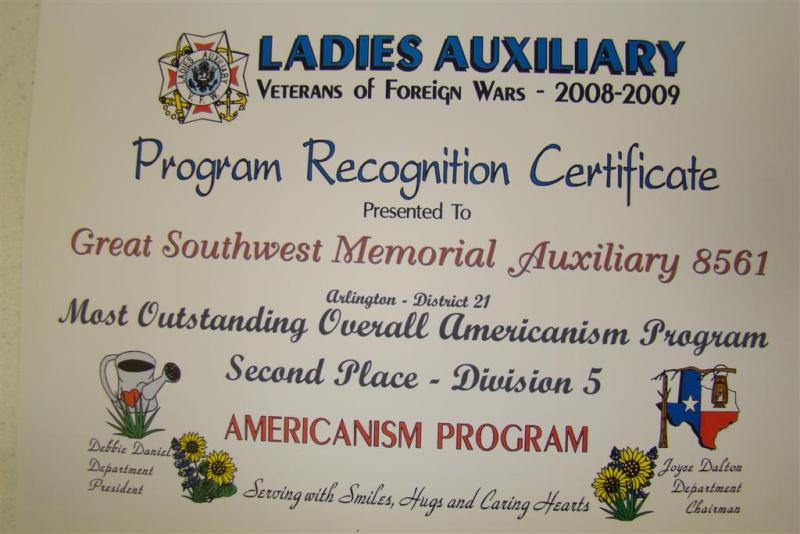 LADIES AUXILIARY
VETERANS OF FOREIGN WARS - 2008-2009
LADIES AUXILIARY
V.F.W.
Program Recognition Certificate
Presented To
Great Southwest Memorial Auxiliary 8561
Arlington - District 21
Most Outstanding Overall Americanism Program
Second Place - Division 5
AMERICANISM PROGRAM
Debbie Daniel
Department
President
Joyce Dalton
Department
Chairman
Serving with Smiles, Hugs and Caring Hearts